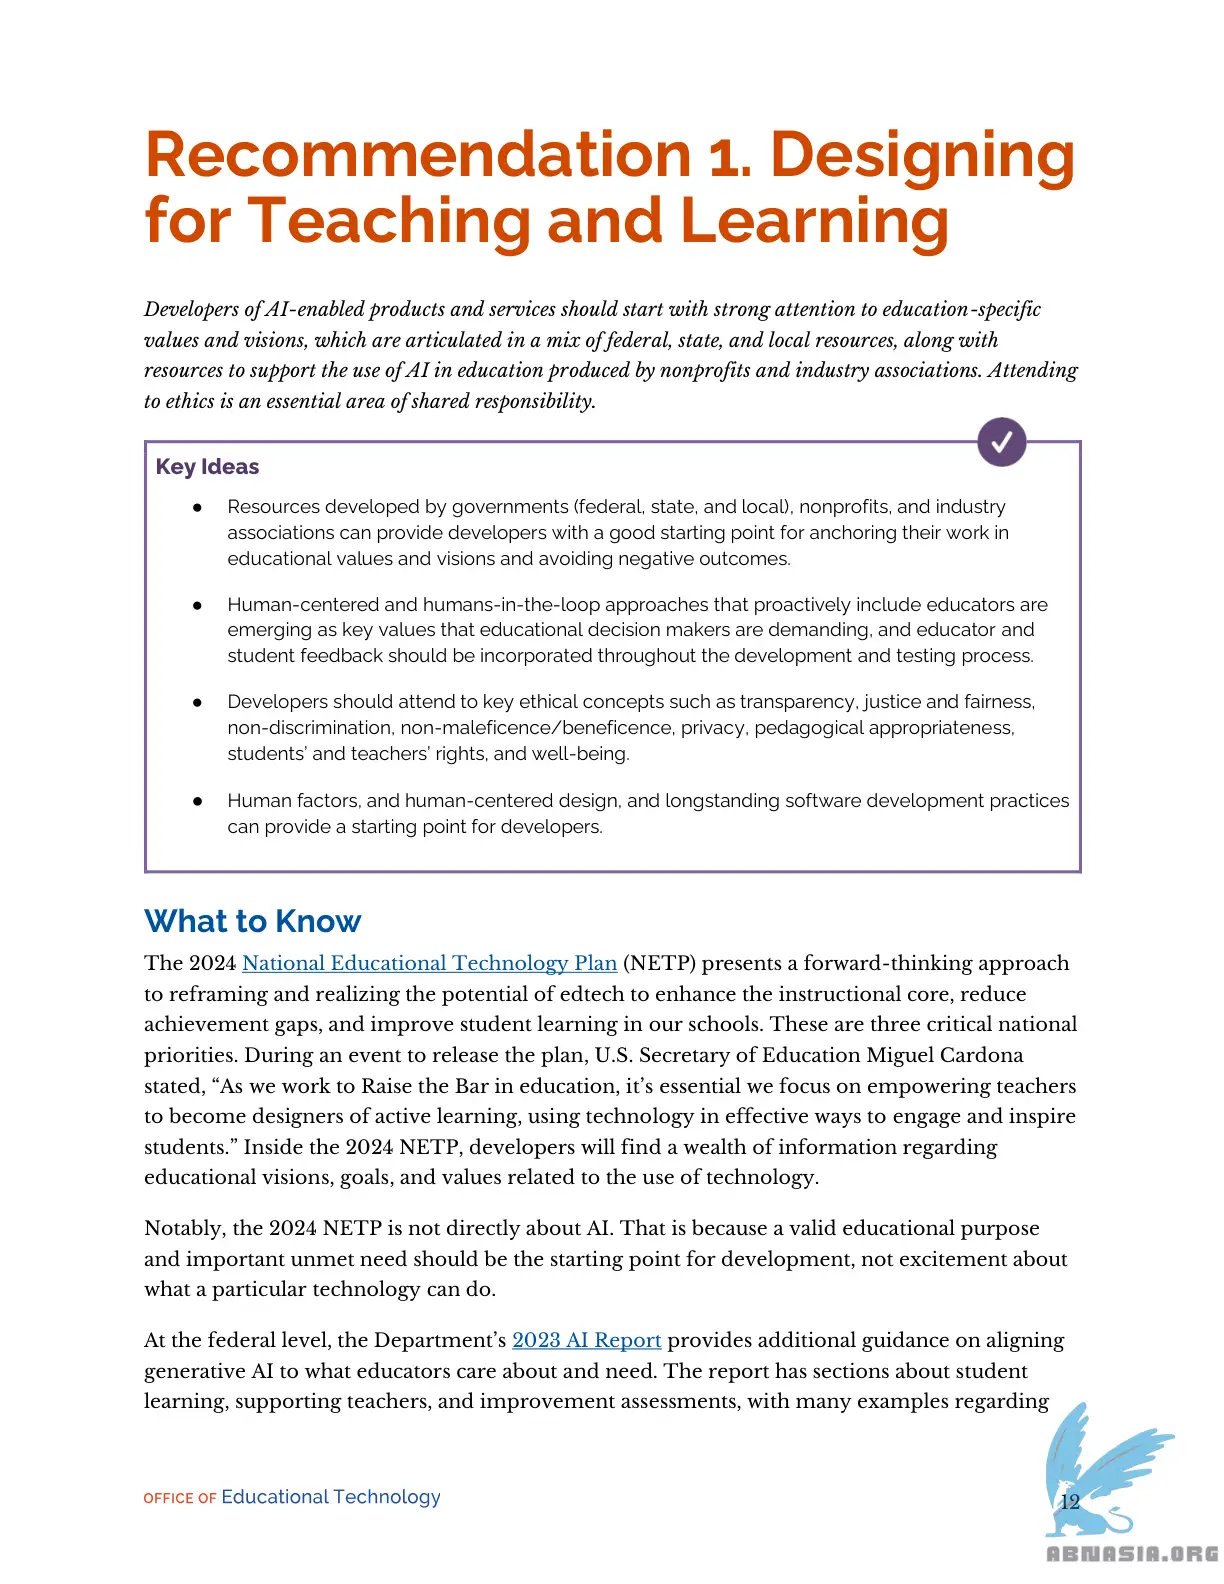 Recommendation 1. Designing
for Teaching and Learning
Developers of AI-enabled products and services should start with strong attention to education-specific
values and visions, which are articulated in a mix of federal, state, and local resources, along with
resources to support the use of AI in education produced by nonprofits and industry associations. Attending
to ethics is an essential area of shared responsibility.
Key Ideas
● Resources developed by governments (federal, state, and local), nonprofits, and industry
associations can provide developers with a good starting point for anchoring their work in
educational values and visions and avoiding negative outcomes.
● Human-centered and humans-in-the-loop approaches that proactively include educators are
emerging as key values that educational decision makers are demanding, and educator and
student feedback should be incorporated throughout the development and testing process.
● Developers should attend to key ethical concepts such as transparency, justice and fairness,
non-discrimination, non-maleficence/beneficence, privacy, pedagogical appropriateness,
students’ and teachers’ rights, and well-being.
● Human factors, and human-centered design, and longstanding software development practices
can provide a starting point for developers.
What to Know
The 2024 National Educational Technology Plan (NETP) presents a forward-thinking approach
to reframing and realizing the potential of edtech to enhance the instructional core, reduce
achievement gaps, and improve student learning in our schools. These are three critical national
priorities. During an event to release the plan, U.S. Secretary of Education Miguel Cardona
stated, “As we work to Raise the Bar in education, it’s essential we focus on empowering teachers
to become designers of active learning, using technology in effective ways to engage and inspire
students.” Inside the 2024 NETP, developers will find a wealth of information regarding
educational visions, goals, and values related to the use of technology.
Notably, the 2024 NETP is not directly about AI. That is because a valid educational purpose
and important unmet need should be the starting point for development, not excitement about
what a particular technology can do.
At the federal level, the Department’s 2023 AI Report provides additional guidance on aligning
generative AI to what educators care about and need. The report has sections about student
learning, supporting teachers, and improvement assessments, with many examples regarding
OFFICE OF Educational Technology
12
ABNASIA.ORG